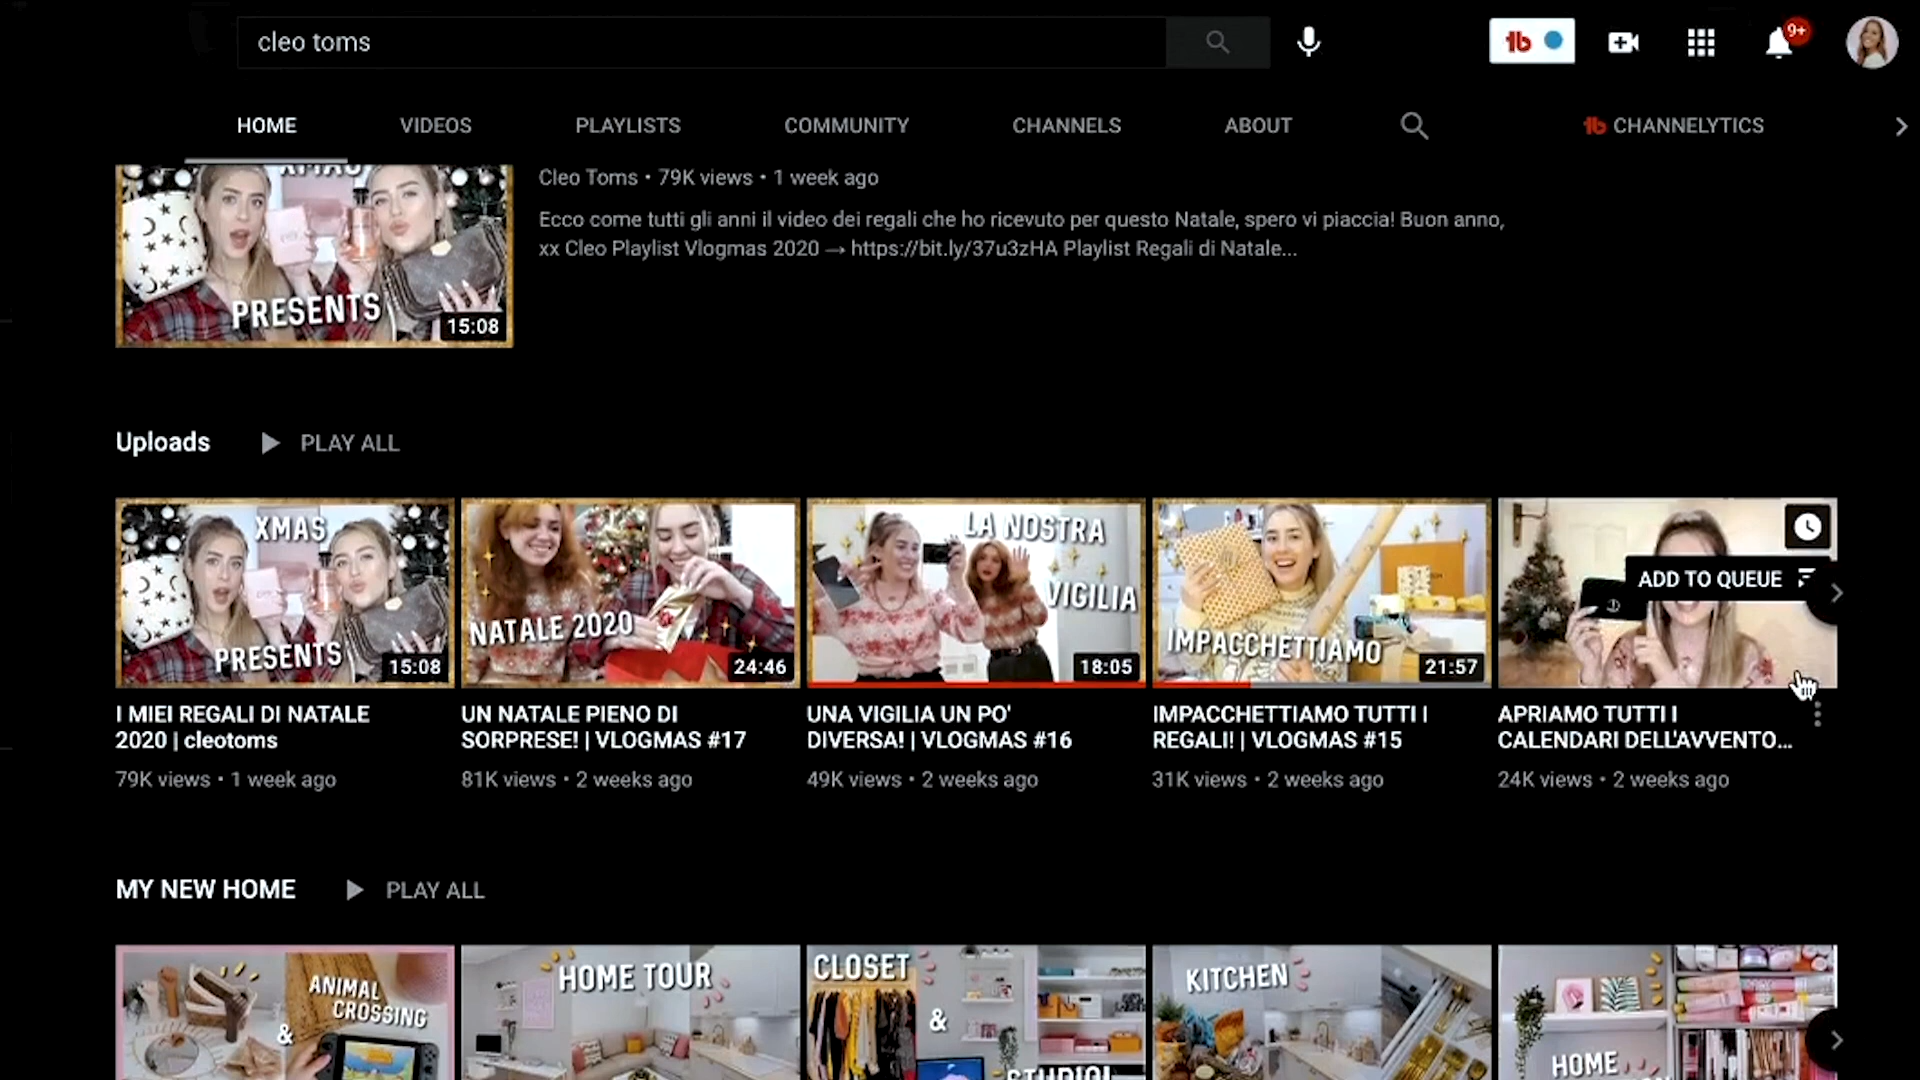 cleo toms
9+
HOME
VIDEOS
PLAYLISTS
COMMUNITY
CHANNELS
ABOUT
CHANNELYTICS
Cleo Toms • 79K views • 1 week ago
Ecco come tutti gli anni il video dei regali che ho ricevuto per questo Natale, spero vi piaccia! Buon anno,
xx Cleo Playlist Vlogmas 2020 → https://bit.ly/37u3zHA Playlist Regali di Natale...
XMAS
PRESENTS
15:08
Uploads
PLAY ALL
XMAS
PRESENTS
15:08
NATALE 2020
24:46
LA NOSTRA
VIGILIA
18:05
IMPACCHETTIAMO
21:57
ADD TO QUEUE
I MIEI REGALI DI NATALE
2020 | cleotoms
79K views • 1 week ago
UN NATALE PIENO DI
SORPRESE! | VLOGMAS #17
81K views • 2 weeks ago
UNA VIGILIA UN PO'
DIVERSA! | VLOGMAS #16
49K views • 2 weeks ago
IMPACCHETTIAMO TUTTI I
REGALI! | VLOGMAS #15
31K views • 2 weeks ago
APRIAMO TUTTI I
CALENDARI DELL'AVVENTO...
24K views • 2 weeks ago
MY NEW HOME
PLAY ALL
ANIMAL
CROSSING
&
HOME TOUR
CLOSET
&
STUDIO!
KITCHEN
HOME